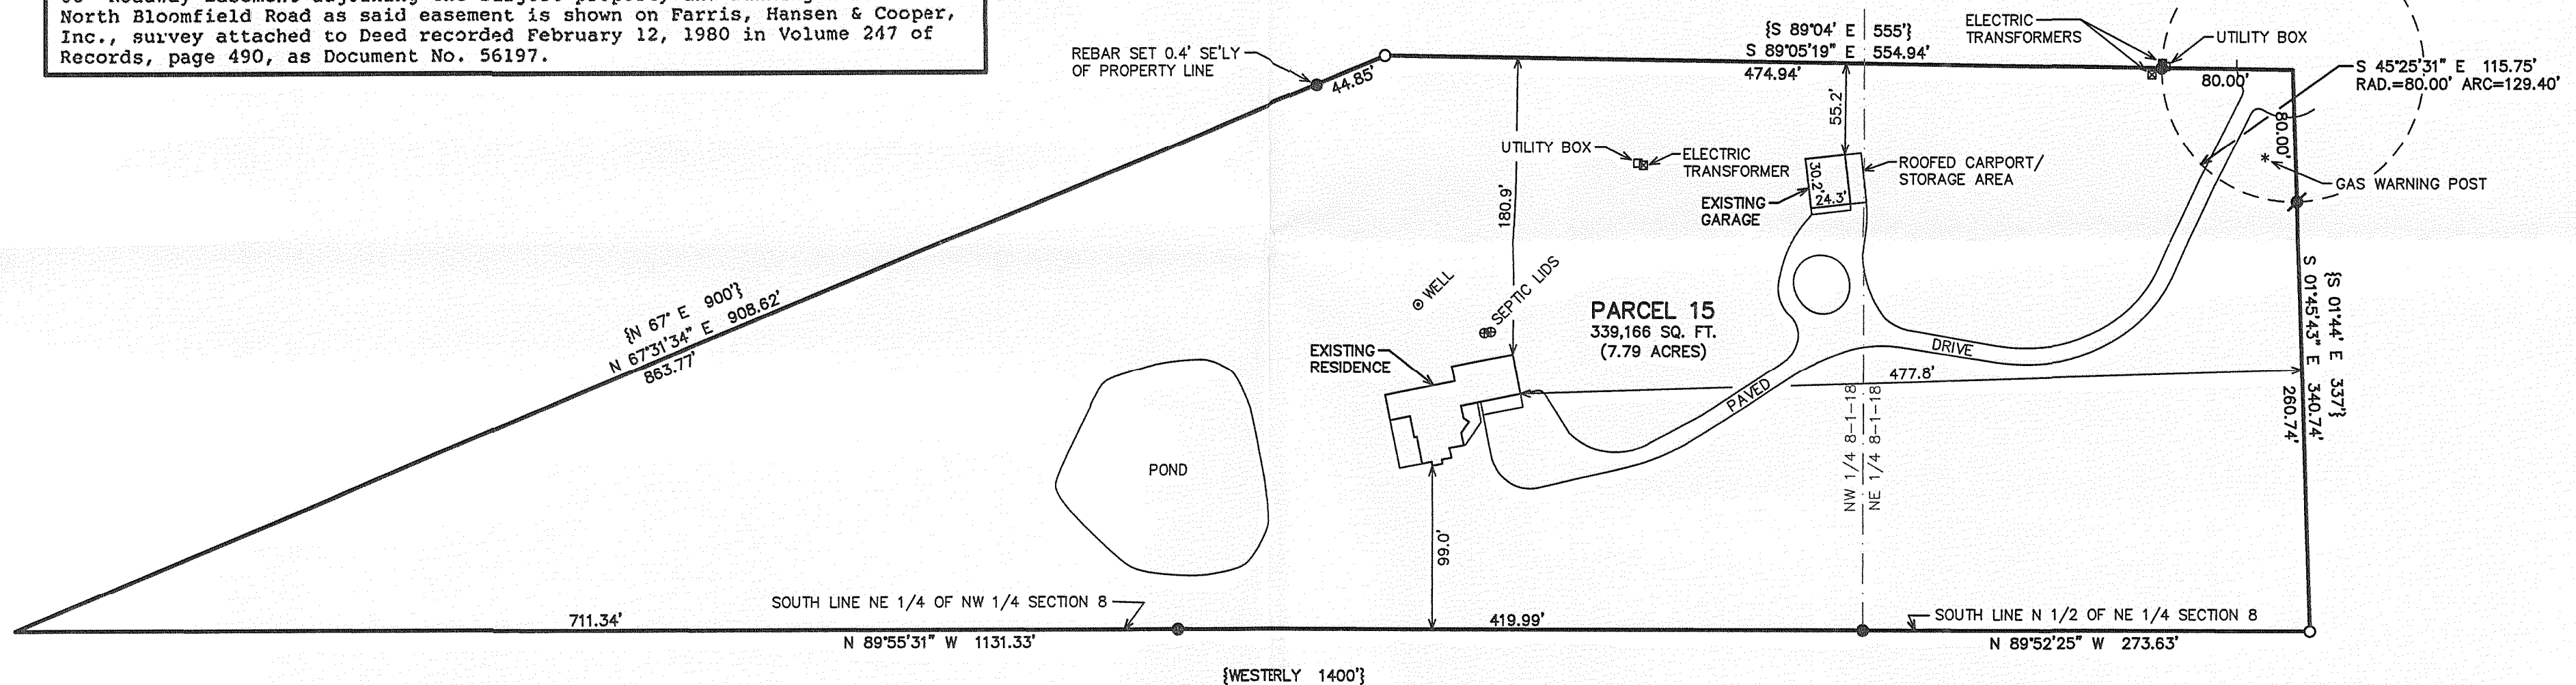 North Bloomfield Road as said easement is shown on Farris, Hansen & Cooper,
Inc., survey attached to Deed recorded February 12, 1980 in Volume 247 of
Records, page 490, as Document No. 56197.
REBAR SET 0.4' SE'LY
OF PROPERTY LINE
44.85'
{S 89°04' E 555'}
S 89°05'19" E 554.94'
474.94'
ELECTRIC
TRANSFORMERS
UTILITY BOX
80.00'
S 45°25'31" E 115.75'
RAD.=80.00' ARC=129.40'
80.00'
GAS WARNING POST
55.2'
UTILITY BOX
ELECTRIC
TRANSFORMER
ROOFED CARPORT/
STORAGE AREA
30.2'
24.3'
EXISTING
GARAGE
180.9'
WELL
SEPTIC LIDS
{N 67° E 900'}
N 67°31'34" E 908.62'
863.77'
PARCEL 15
339,166 SQ. FT.
(7.79 ACRES)
EXISTING
RESIDENCE
DRIVE
PAVED
477.8'
{S 01°44' E 337'}
S 01°45'43" E 340.74'
260.74'
NW 1/4 8-1-18
NE 1/4 8-1-18
POND
99.0'
SOUTH LINE NE 1/4 OF NW 1/4 SECTION 8
711.34'
419.99'
SOUTH LINE N 1/2 OF NE 1/4 SECTION 8
N 89°55'31" W 1131.33'
N 89°52'25" W 273.63'
{WESTERLY 1400'}